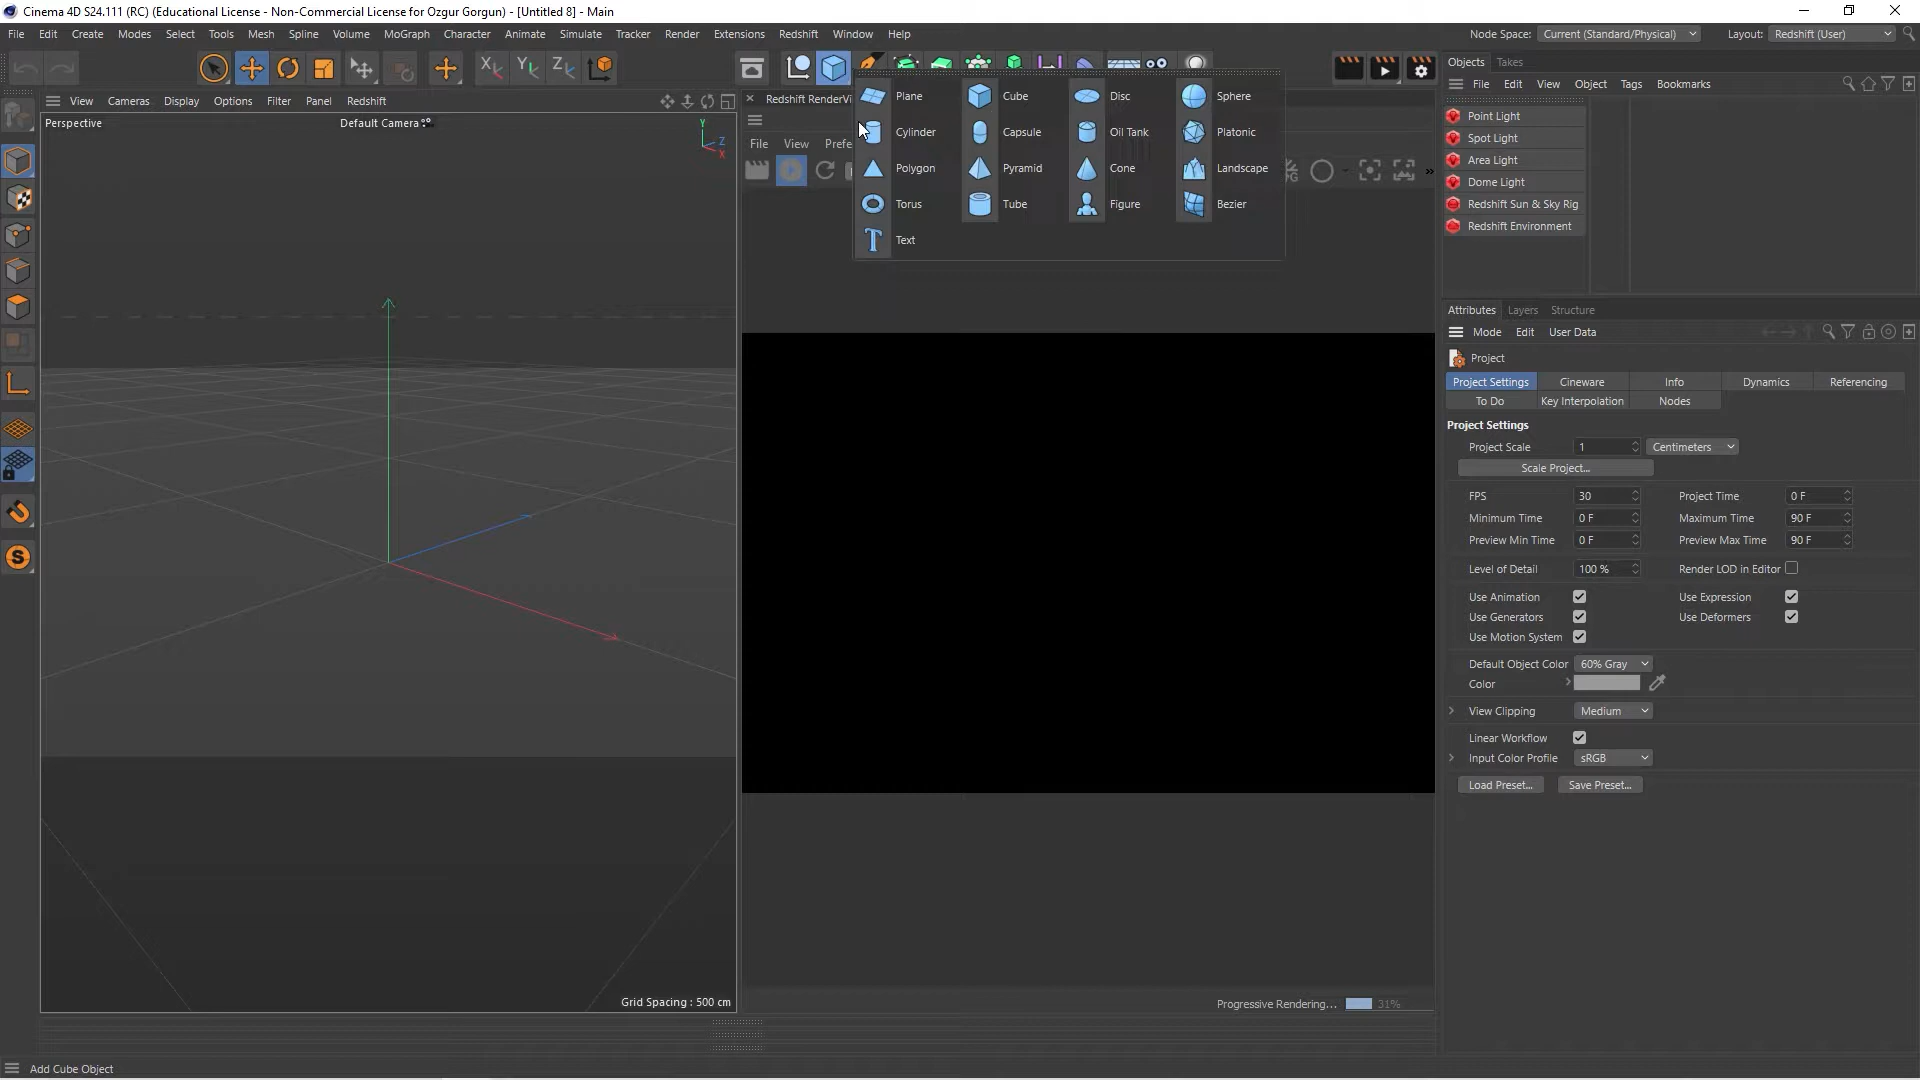 Cinema 4D S24.111 (RC) (Educational License - Non-Commercial License for Ozgur Gorgun) - [Untitled 8] - Main
File Edit Create Modes Select Tools Mesh Spline Volume MoGraph Character Animate Simulate Tracker Render Extensions Redshift Window Help
Node Space: Current (Standard/Physical) Layout: Redshift (User)
X Y Z
Objects Takes
File Edit View Object Tags Bookmarks
View Cameras Display Options Filter Panel Redshift
Redshift RenderVi
Perspective
Default Camera
Y
Z
X
File View Prefe
Plane Cube Disc Sphere
Cylinder Capsule Oil Tank Platonic
Polygon Pyramid Cone Landscape
Torus Tube Figure Bezier
Text
Point Light
Spot Light
Area Light
Dome Light
Redshift Sun & Sky Rig
Redshift Environment
Attributes Layers Structure
Mode Edit User Data
Project
Project Settings Cineware Info Dynamics Referencing
To Do Key Interpolation Nodes
Project Settings
Project Scale 1 Centimeters
Scale Project...
FPS 30 Project Time 0 F
Minimum Time 0 F Maximum Time 90 F
Preview Min Time 0 F Preview Max Time 90 F
Level of Detail 100 % Render LOD in Editor
Use Animation Use Expression
Use Generators Use Deformers
Use Motion System
Default Object Color 60% Gray
Color
View Clipping Medium
Linear Workflow
Input Color Profile sRGB
Load Preset... Save Preset...
Grid Spacing : 500 cm
Progressive Rendering... 31%
Add Cube Object